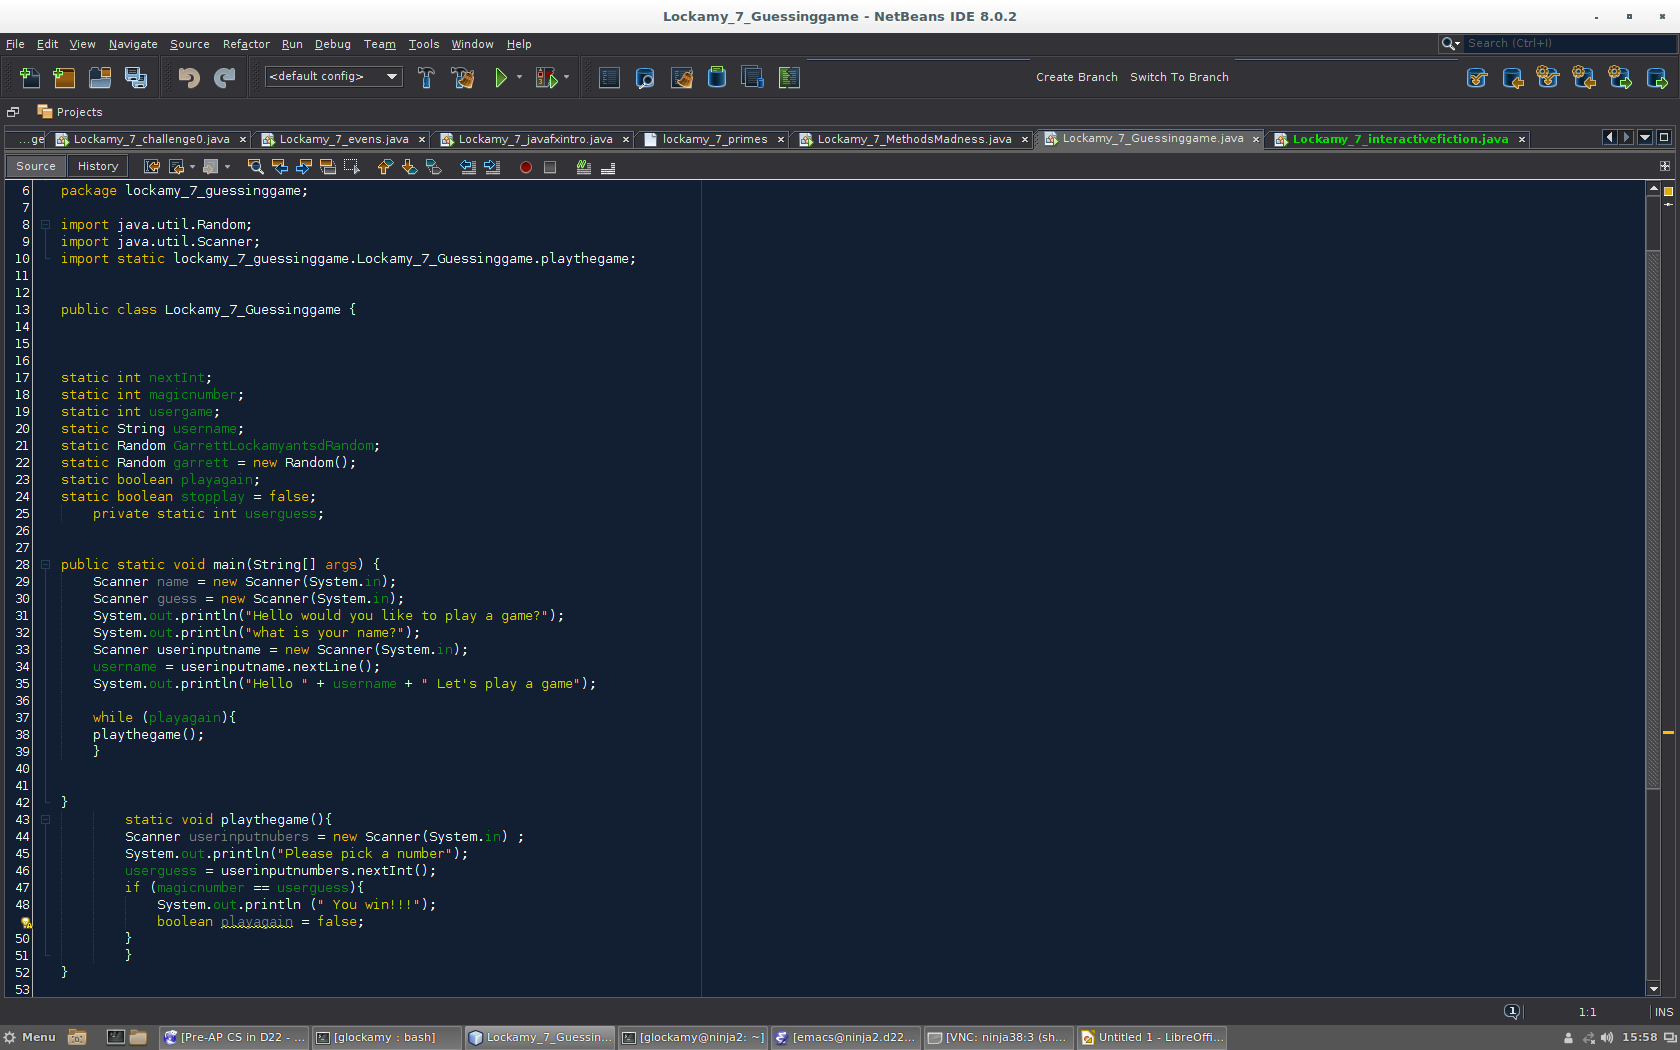 Lockamy_7_Guessinggame - NetBeans IDE 8.0.2
File Edit View Navigate Source Refactor Run Debug Team Tools Window Help
Search (Ctrl+I)
<default config>
Create Branch Switch To Branch
Projects
...ge Lockamy_7_challenge0.java Lockamy_7_evens.java Lockamy_7_javafxintro.java lockamy_7_primes Lockamy_7_MethodsMadness.java Lockamy_7_Guessinggame.java Lockamy_7_interactivefiction.java
Source History
6 package lockamy_7_guessinggame;
7
8 import java.util.Random;
9 import java.util.Scanner;
10 import static lockamy_7_guessinggame.Lockamy_7_Guessinggame.playthegame;
11
12
13 public class Lockamy_7_Guessinggame {
14
15
16
17 static int nextInt;
18 static int magicnumber;
19 static int usergame;
20 static String username;
21 static Random GarrettLockamyantsdRandom;
22 static Random garrett = new Random();
23 static boolean playagain;
24 static boolean stopplay = false;
25 private static int userguess;
26
27
28 public static void main(String[] args) {
29 Scanner name = new Scanner(System.in);
30 Scanner guess = new Scanner(System.in);
31 System.out.println("Hello would you like to play a game?");
32 System.out.println("what is your name?");
33 Scanner userinputname = new Scanner(System.in);
34 username = userinputname.nextLine();
35 System.out.println("Hello " + username + " Let's play a game");
36
37 while (playagain){
38 playthegame();
39 }
40
41
42 }
43 static void playthegame(){
44 Scanner userinputnubers = new Scanner(System.in) ;
45 System.out.println("Please pick a number");
46 userguess = userinputnumbers.nextInt();
47 if (magicnumber == userguess){
48 System.out.println (" You win!!!");
boolean playagain = false;
50 }
51 }
52 }
53
1 1:1 INS
Menu [Pre-AP CS in D22 - ... [glockamy : bash] Lockamy_7_Guessin... [glockamy@ninja2: ~] [emacs@ninja2.d22... [VNC: ninja38:3 (sh... Untitled 1 - LibreOffi... 15:58